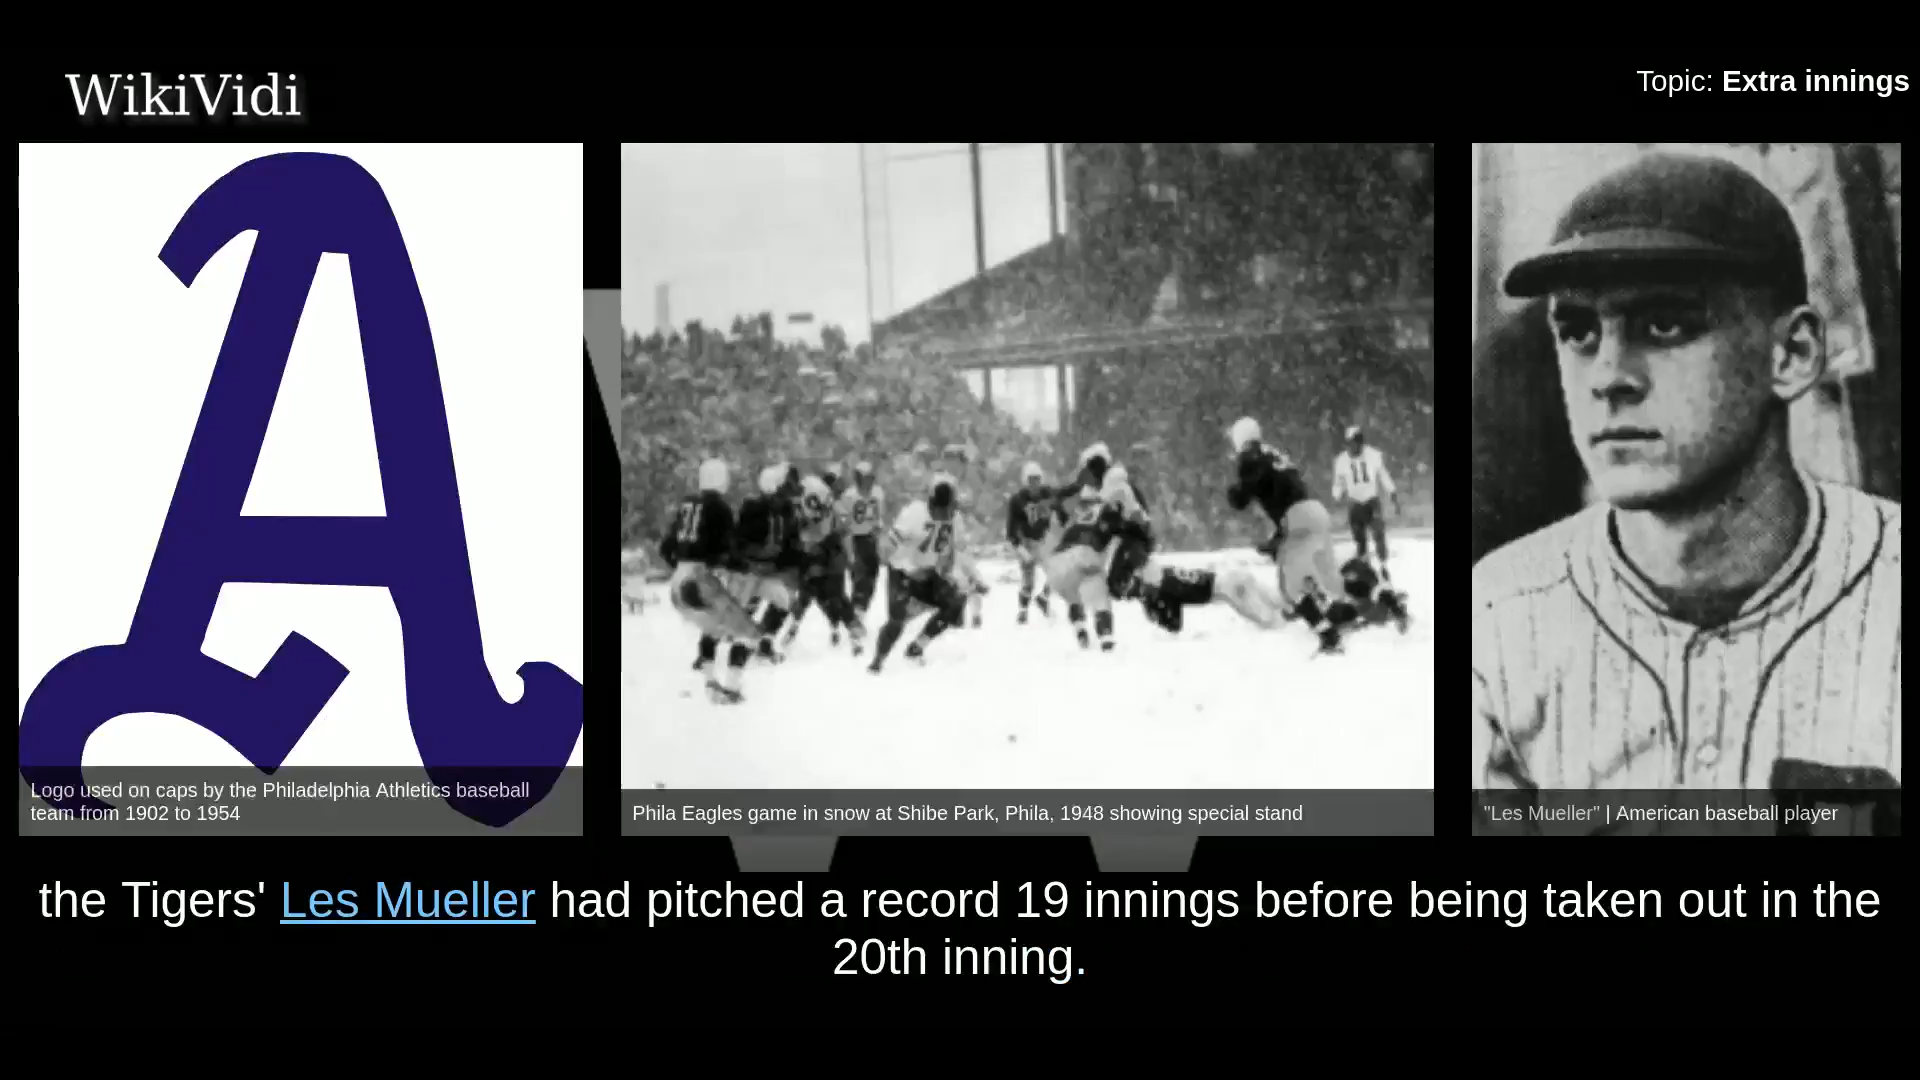 WikiVidi
Topic: Extra innings
A
Logo used on caps by the Philadelphia Athletics baseball
team from 1902 to 1954
Phila Eagles game in snow at Shibe Park, Phila, 1948 showing special stand
"Les Mueller" | American baseball player
the Tigers' Les Mueller had pitched a record 19 innings before being taken out in the
20th inning.